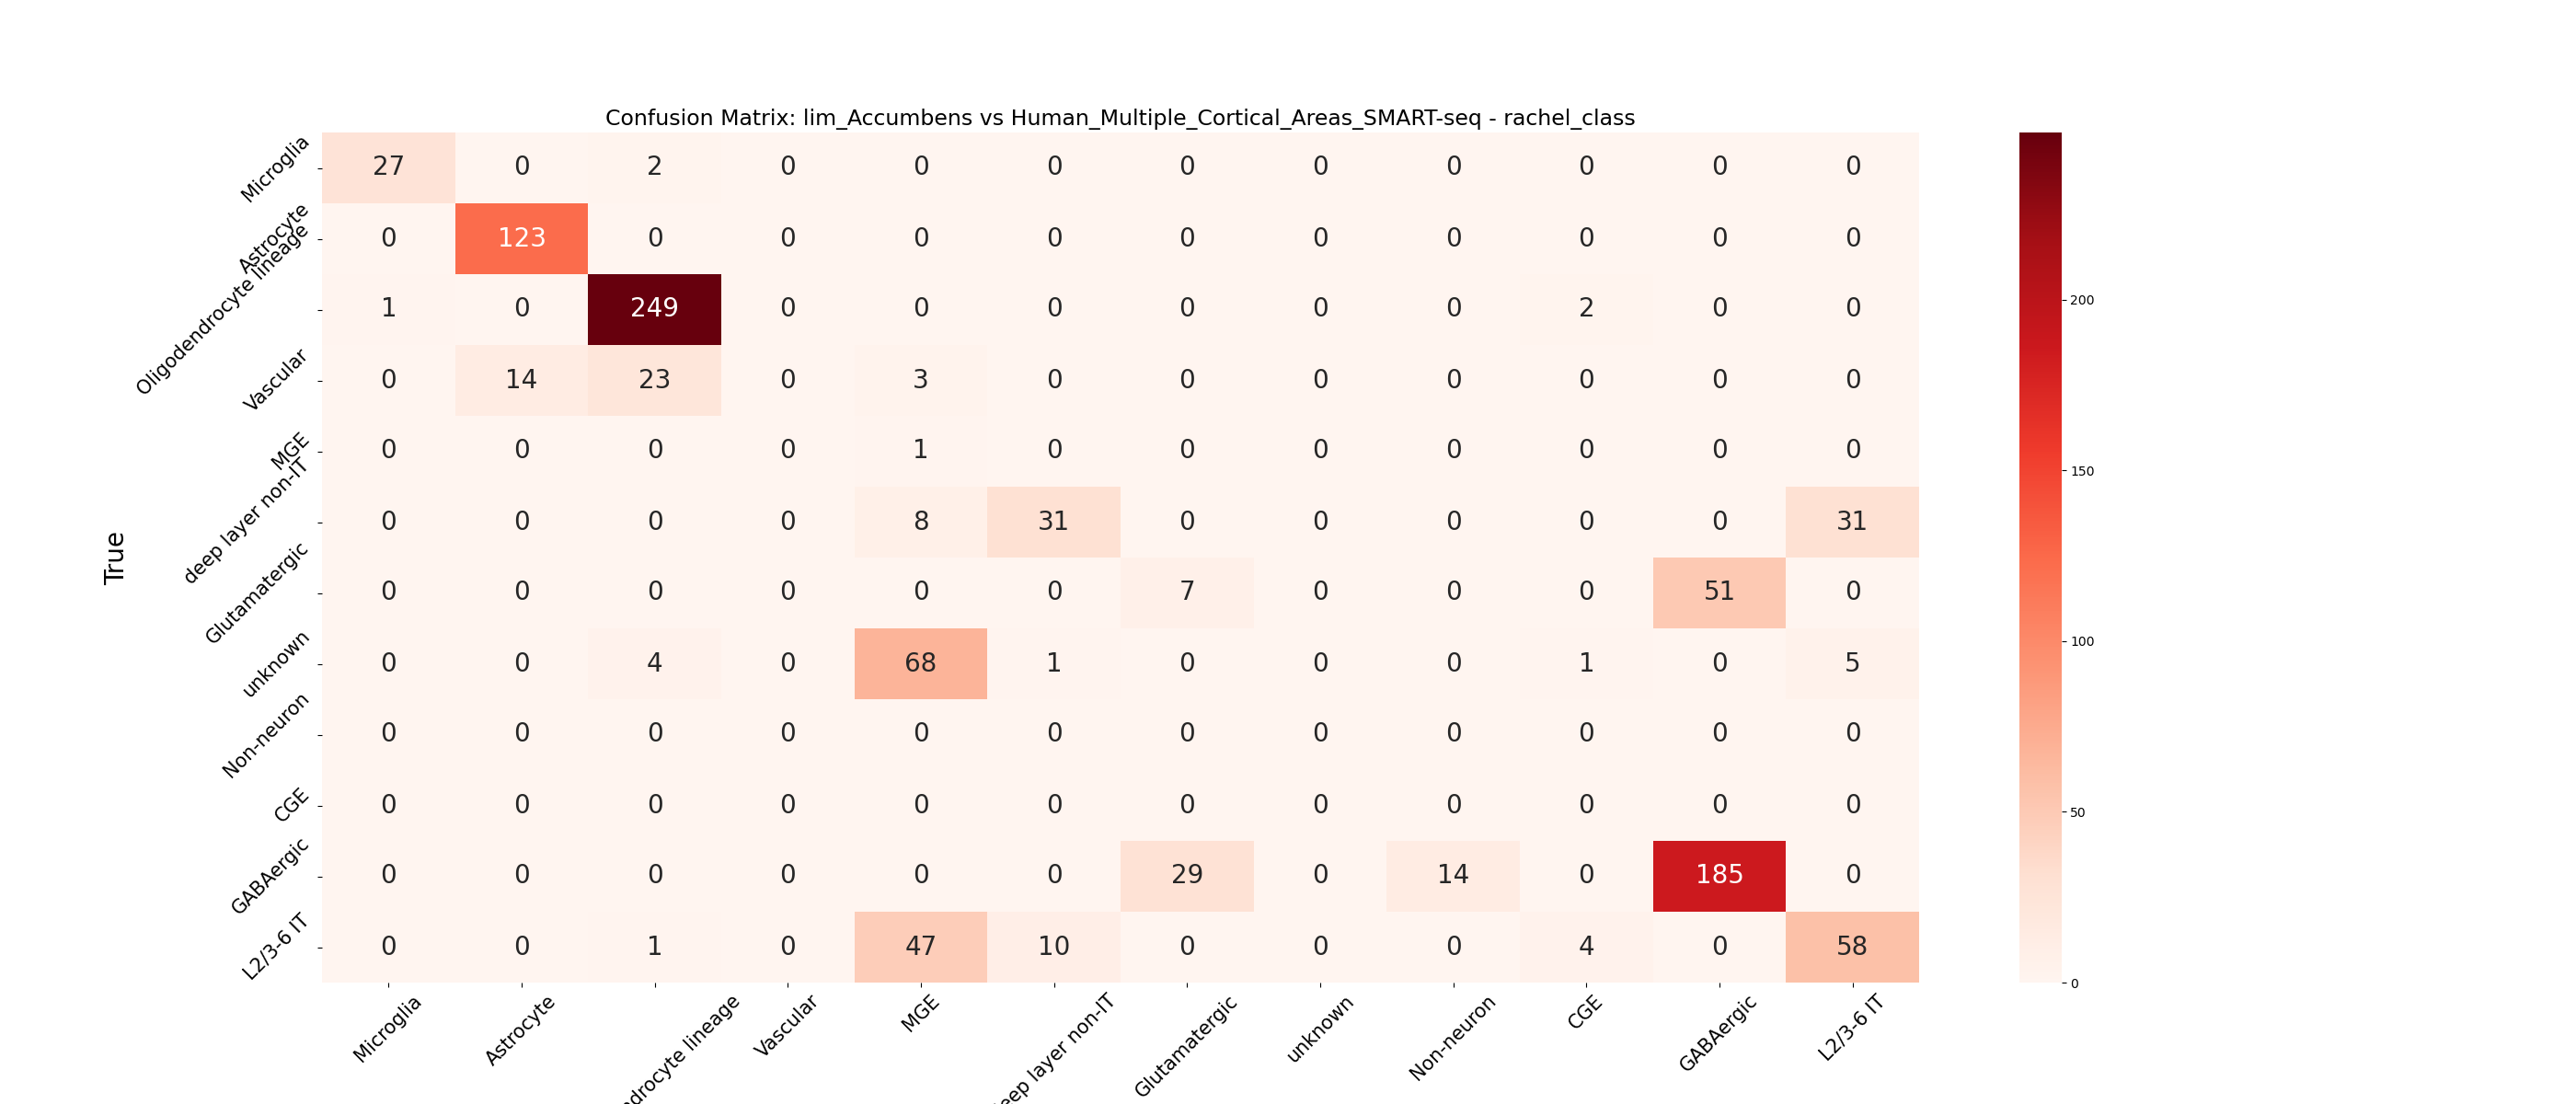 Confusion Matrix: lim_Accumbens vs Human_Multiple_Cortical_Areas_SMART-seq - rachel_class
True
Microglia 27 0 2 0 0 0 0 0 0 0 0 0
Astrocyte 0 123 0 0 0 0 0 0 0 0 0 0
Oligodendrocyte lineage 1 0 249 0 0 0 0 0 0 2 0 0
Vascular 0 14 23 0 3 0 0 0 0 0 0 0
MGE 0 0 0 0 1 0 0 0 0 0 0 0
deep layer non-IT 0 0 0 0 8 31 0 0 0 0 0 31
Glutamatergic 0 0 0 0 0 0 7 0 0 0 51 0
unknown 0 0 4 0 68 1 0 0 0 1 0 5
Non-neuron 0 0 0 0 0 0 0 0 0 0 0 0
CGE 0 0 0 0 0 0 0 0 0 0 0 0
GABAergic 0 0 0 0 0 0 29 0 14 0 185 0
L2/3-6 IT 0 0 1 0 47 10 0 0 0 4 0 58
Microglia Astrocyte lineage Vascular MGE layer non-IT Glutamatergic unknown Non-neuron CGE GABAergic L2/3-6 IT
200
150
100
50
0